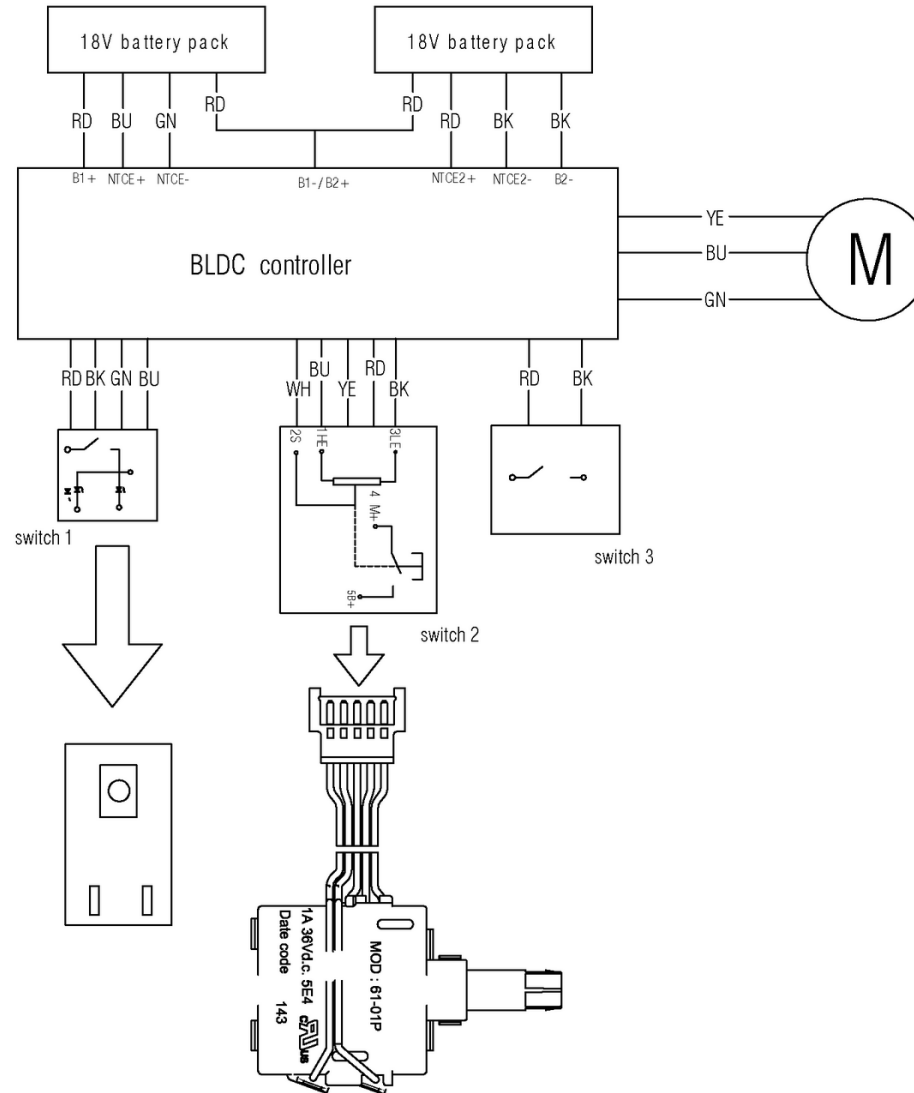 18V battery pack
18V battery pack
RD
BU
GN
RD
RD
RD
BK
BK
B1+
NTCE+
NTCE-
B1-/B2+
NTCE2+
NTCE2-
B2-
BLDC controller
YE
BU
GN
M
RD
BK
GN
BU
WH
BU
YE
RD
BK
RD
BK
2S
1HE
3LE
4 M+
5B+
switch 1
switch 2
switch 3
1A 36Vd.c. 5E4
Date code 143
c US
MOD : 61-01P